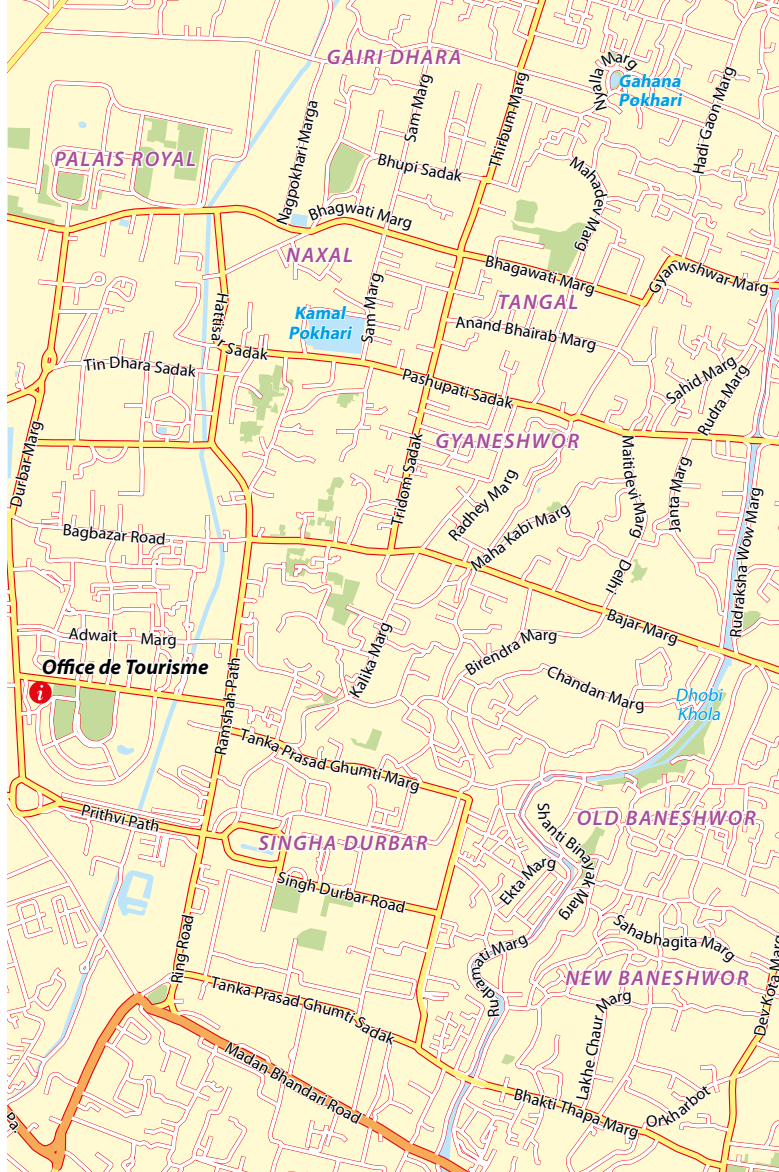 GAIRI DHARA
Nyalla Marg
Gahana
Pokhari
Hadi Gaon Marg
Sam Marg
Thirbum Marg
Nagpokhari Marga
PALAIS ROYAL
Bhupi Sadak
Mahadev Marg
Bhagwati Marg
NAXAL
Bhagawati Marg
Gyanwshwar Marg
TANGAL
Kamal
Pokhari
Sam Marg
Hattisar Sadak
Anand Bhairab Marg
Tin Dhara Sadak
Pashupati Sadak
Sahid Marg
Rudra Marg
GYANESHWOR
Durbar Marg
Tridom Sadak
Radhey Marg
Maitidevi Marg
Janta Marg
Maha Kabi Marg
Rudraksha Wow Marg
Bagbazar Road
Delhi
Bajar Marg
Adwait Marg
Kalika Marg
Birendra Marg
Office de Tourisme
i
Chandan Marg
Ramshah Path
Dhobi
Khola
Tanka Prasad Ghumti Marg
Prithvi Path
OLD BANESHWOR
Shanti Binayak Marg
SINGHA DURBAR
Ekta Marg
Singh Durbar Road
Sahabhagita Marg
Ring Road
Rudramati Marg
NEW BANESHWOR
Dev Kota Marg
Tanka Prasad Ghumti Sadak
Lakhe Chaur Marg
Madan Bhandari Road
Bhakti Thapa Marg
Orkharbot